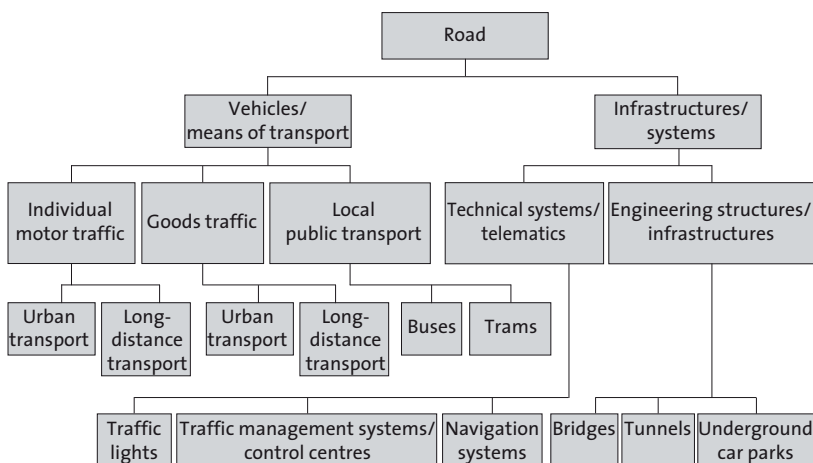 Road
Vehicles/
means of transport
Infrastructures/
systems
Individual
motor traffic
Goods traffic
Local
public transport
Technical systems/
telematics
Engineering structures/
infrastructures
Urban
transport
Long-
distance
transport
Urban
transport
Long-
distance
transport
Buses
Trams
Traffic
lights
Traffic management systems/
control centres
Navigation
systems
Bridges
Tunnels
Underground
car parks